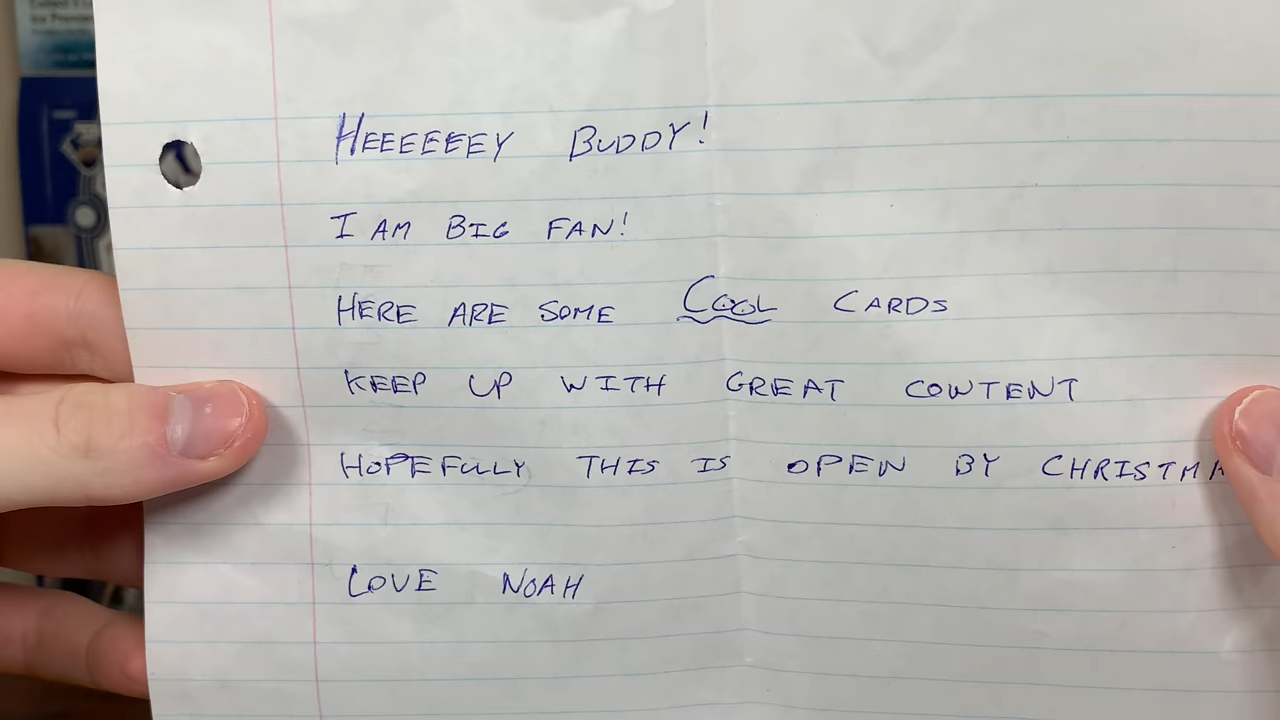 HEEEEEEY BUDDY!
I AM BIG FAN!
HERE ARE SOME COOL CARDS
KEEP UP WITH GREAT CONTENT
HOPEFULLY THIS IS OPEN BY CHRISTMA
LOVE NOAH